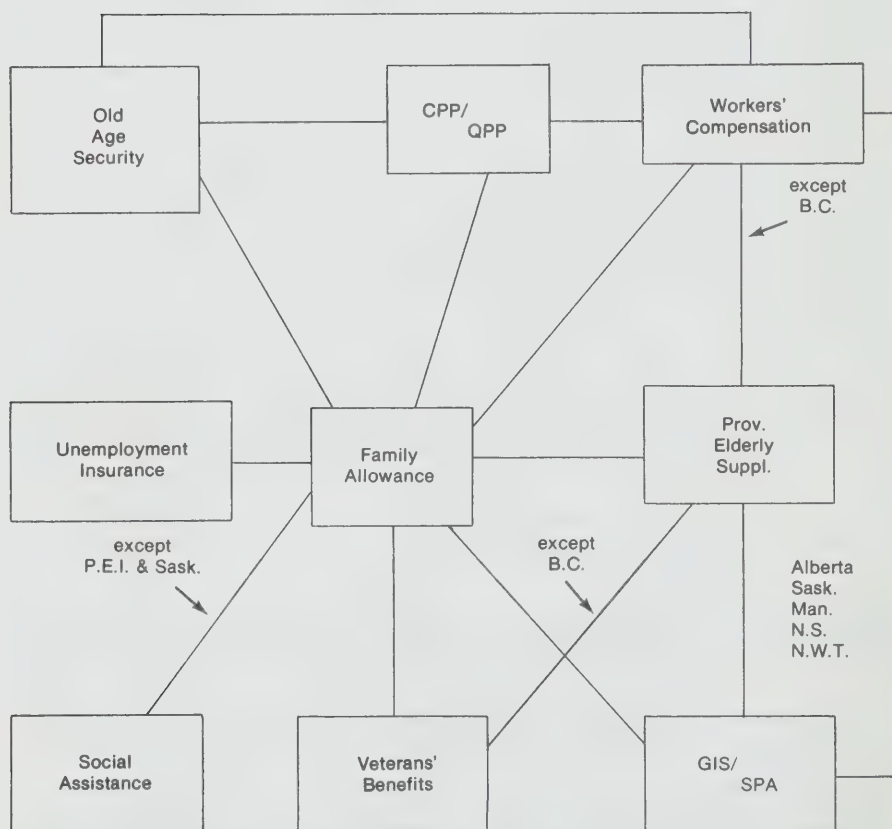 Old
Age
Security
CPP/
QPP
Workers'
Compensation
except
B.C.
Unemployment
Insurance
Family
Allowance
Prov.
Elderly
Suppl.
except
P.E.I. & Sask.
except
B.C.
Alberta
Sask.
Man.
N.S.
N.W.T.
Social
Assistance
Veterans'
Benefits
GIS/
SPA